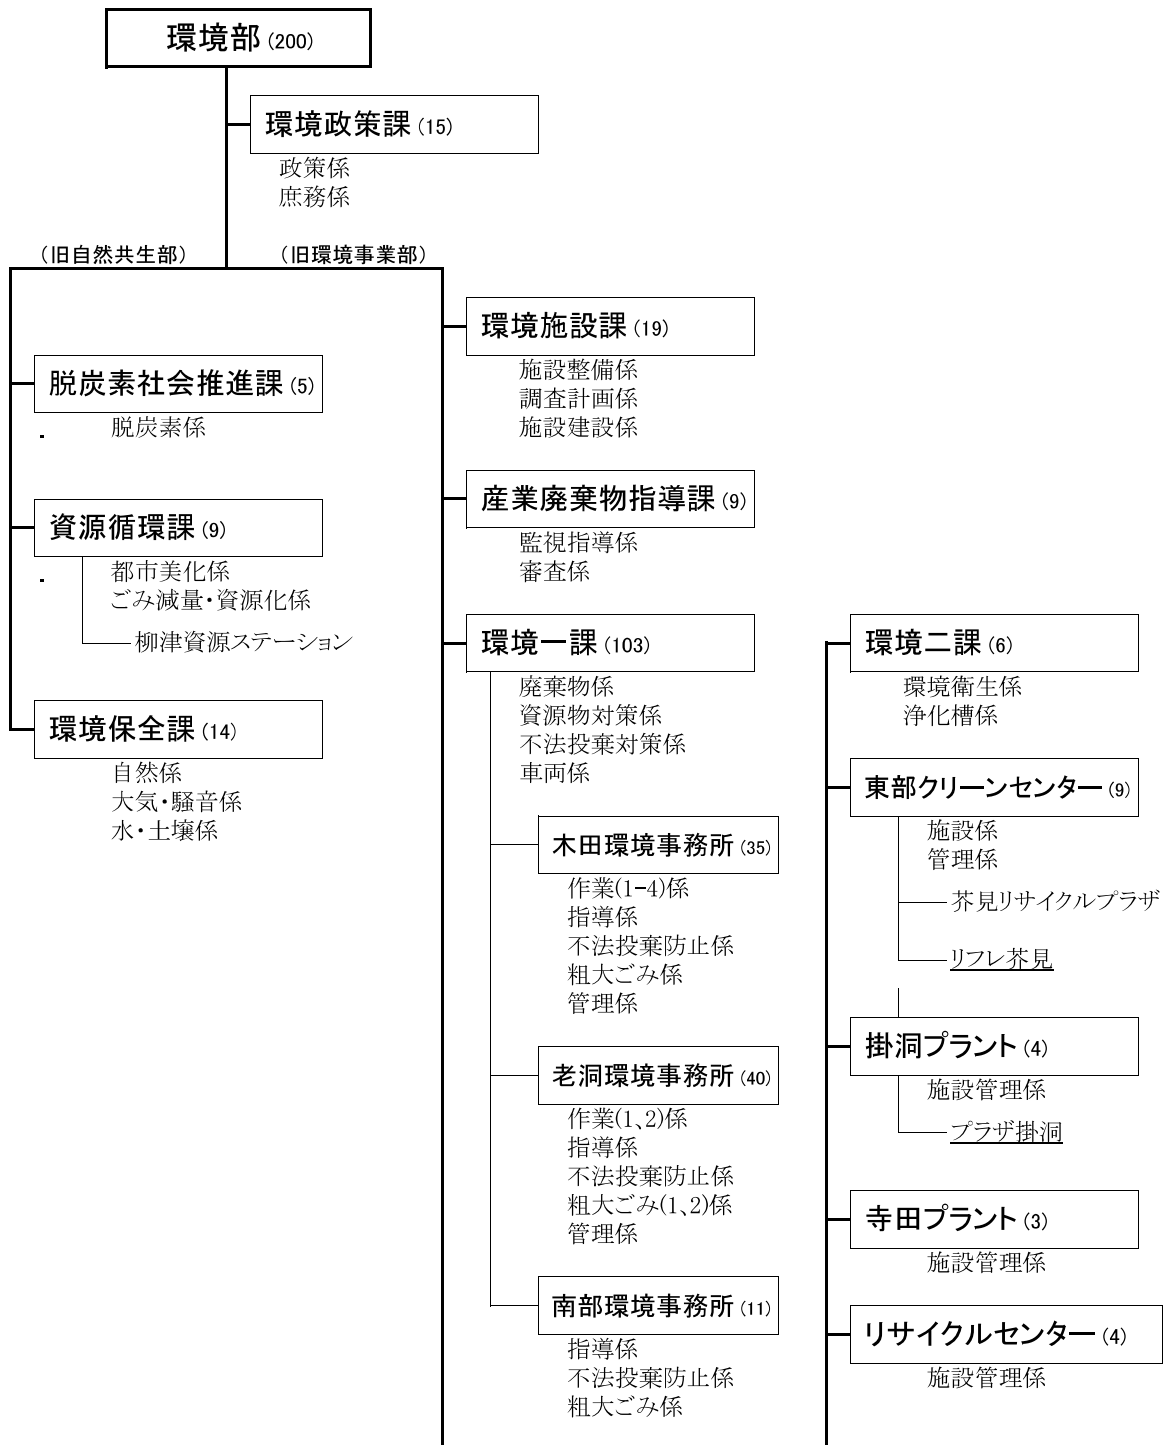 環境部(200)
環境政策課(15)
政策係
庶務係
（旧自然共生部）
（旧環境事業部）
脱炭素社会推進課(5)
脱炭素係
資源循環課(9)
都市美化係
ごみ減量・資源化係
柳津資源ステーション
環境保全課(14)
自然係
大気・騒音係
水・土壌係
環境施設課(19)
施設整備係
調査計画係
施設建設係
産業廃棄物指導課(9)
監視指導係
審査係
環境一課(103)
廃棄物係
資源物対策係
不法投棄対策係
車両係
木田環境事務所(35)
作業(1-4)係
指導係
不法投棄防止係
粗大ごみ係
管理係
老洞環境事務所(40)
作業(1、2)係
指導係
不法投棄防止係
粗大ごみ(1、2)係
管理係
南部環境事務所(11)
指導係
不法投棄防止係
粗大ごみ係
環境二課(6)
環境衛生係
浄化槽係
東部クリーンセンター(9)
施設係
管理係
芥見リサイクルプラザ
リフレ芥見
掛洞プラント(4)
施設管理係
プラザ掛洞
寺田プラント(3)
施設管理係
リサイクルセンター(4)
施設管理係